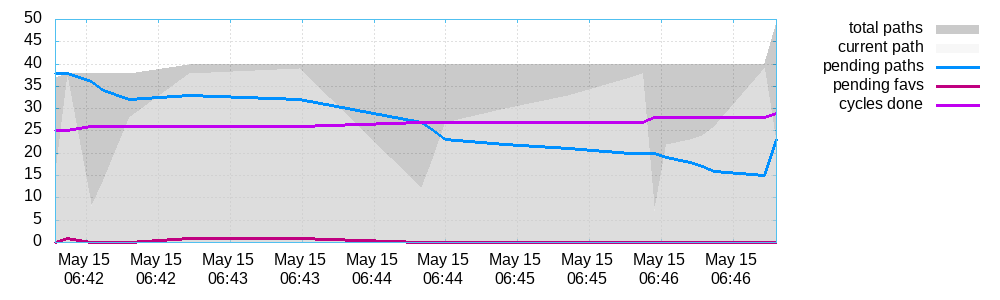 50
45
40
35
30
25
20
15
10
5
0
May 15 May 15 May 15 May 15 May 15 May 15 May 15 May 15 May 15 May 15
06:42 06:42 06:43 06:43 06:44 06:44 06:45 06:45 06:46 06:46
total paths
current path
pending paths
pending favs
cycles done